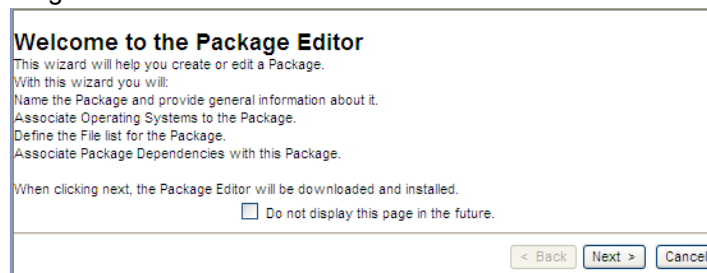 Welcome to the Package Editor
This wizard will help you create or edit a Package.
With this wizard you will:
Name the Package and provide general information about it.
Associate Operating Systems to the Package.
Define the File list for the Package.
Associate Package Dependencies with this Package.
When clicking next, the Package Editor will be downloaded and installed.
Do not display this page in the future.
< Back Next > Cancel